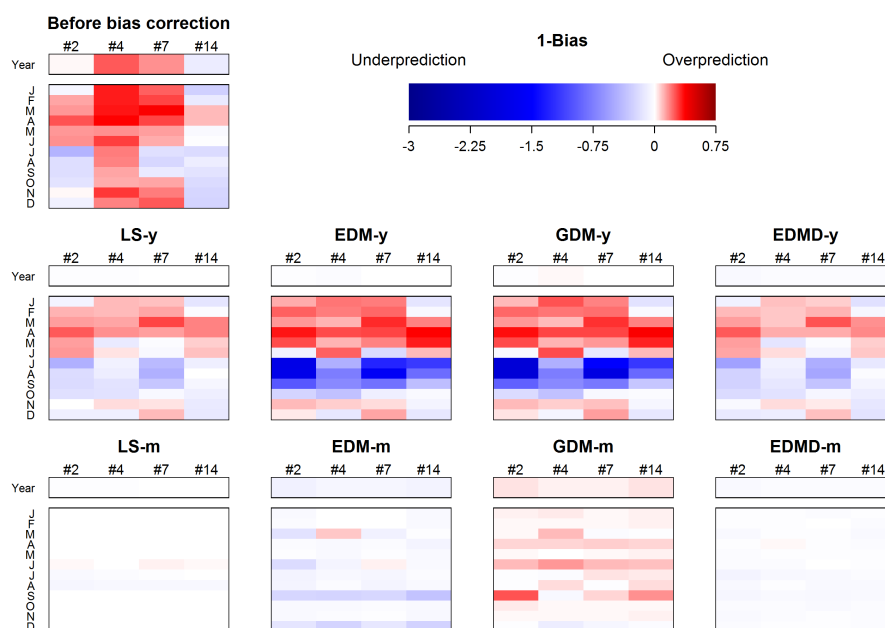 Before bias correction
#2 #4 #7 #14
Year
J
F
M
A
M
J
J
A
S
O
N
D
1-Bias
Underprediction Overprediction
-3 -2.25 -1.5 -0.75 0 0.75
LS-y EDM-y GDM-y EDMD-y
#2 #4 #7 #14 #2 #4 #7 #14 #2 #4 #7 #14 #2 #4 #7 #14
Year
J
F
M
A
M
J
J
A
S
O
N
D
LS-m EDM-m GDM-m EDMD-m
#2 #4 #7 #14 #2 #4 #7 #14 #2 #4 #7 #14 #2 #4 #7 #14
Year
J
F
M
A
M
J
J
A
S
O
N
D